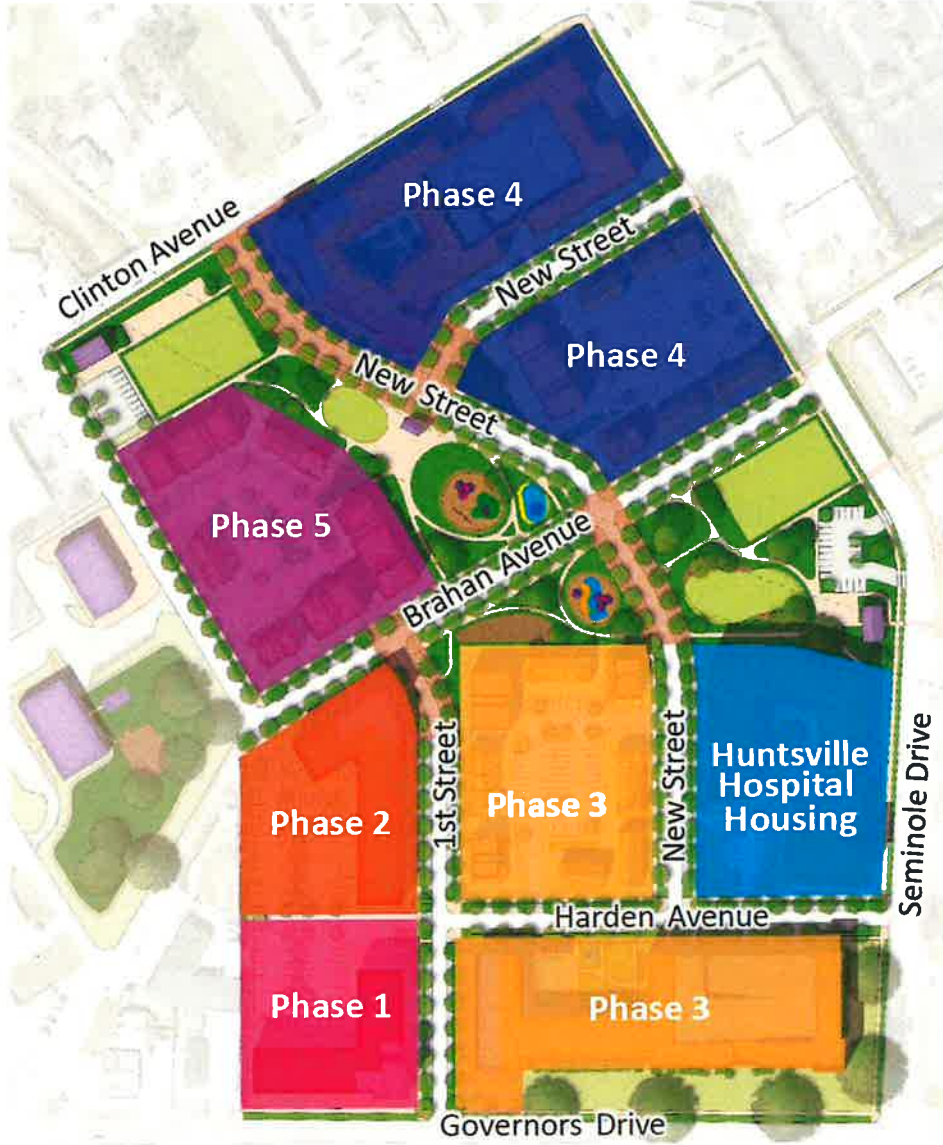 Phase 4
Clinton Avenue
New Street
Phase 4
New Street
Phase 5
Brahan Avenue
Phase 2
1st Street
Phase 3
New Street
Huntsville
Hospital
Housing
Seminole Drive
Harden Avenue
Phase 1
Phase 3
Governors Drive